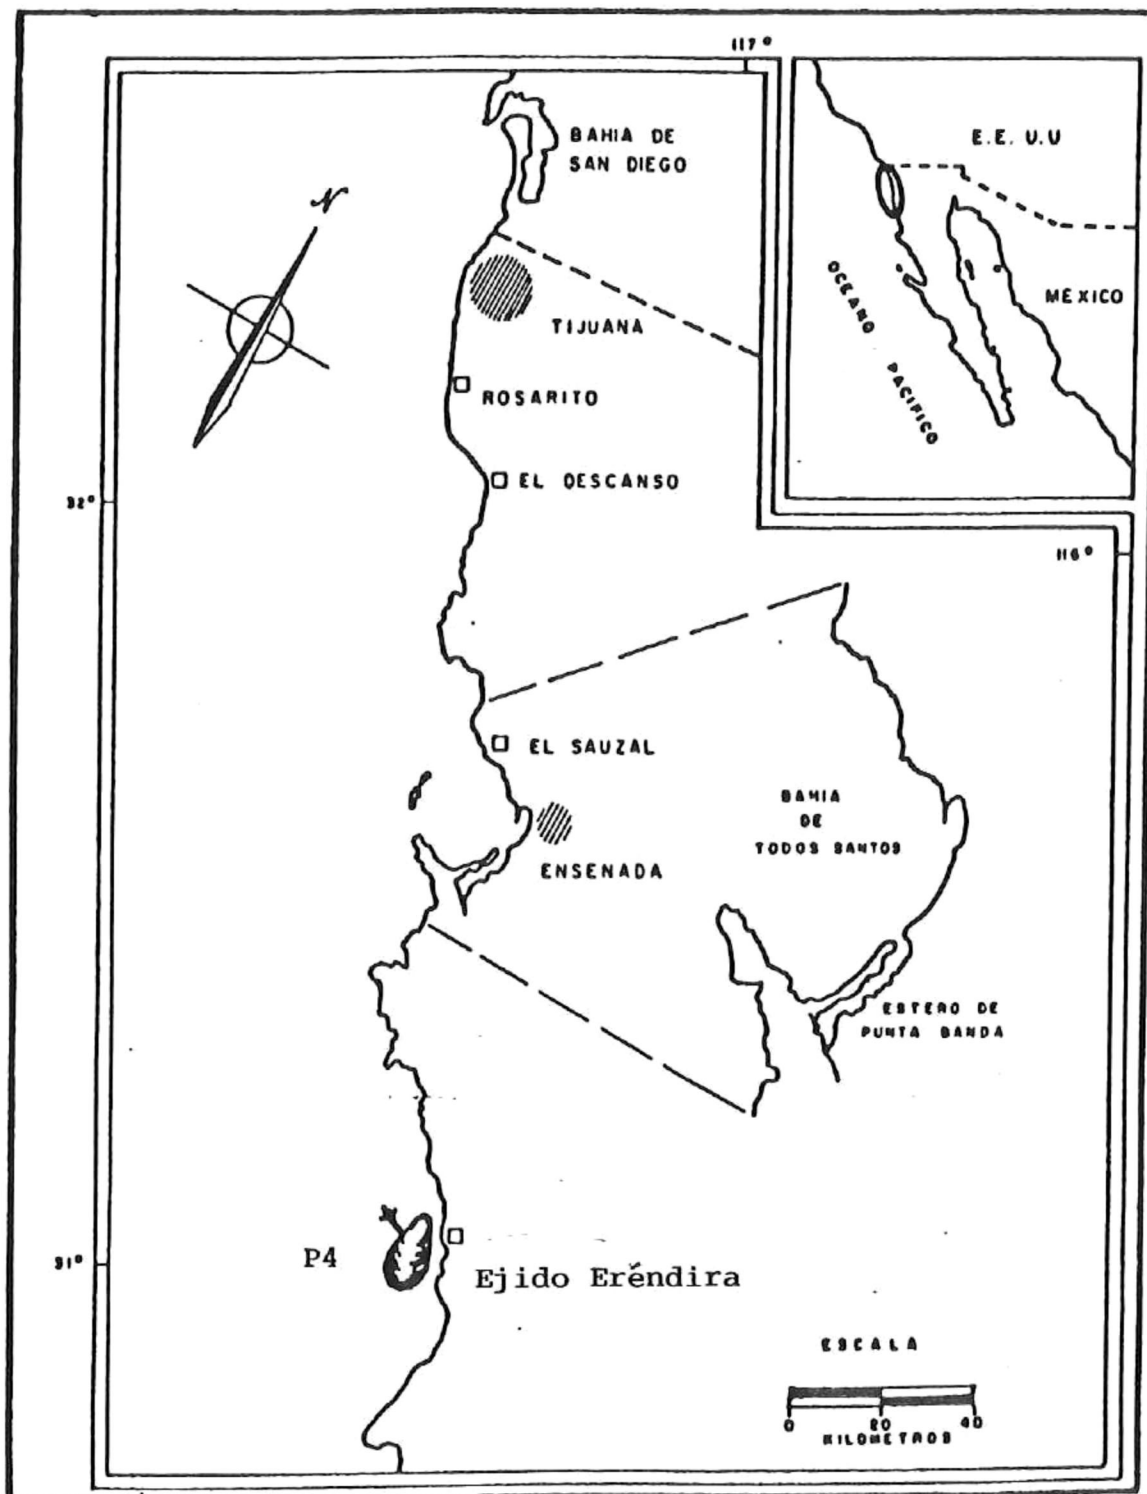 117°
BAHIA DE
SAN DIEGO
E.E. U.U
N
OCEANO PACIFICO
MEXICO
TIJUANA
ROSARITO
32°
EL DESCANSO
116°
EL SAUZAL
BAHIA
DE
TODOS SANTOS
ENSENADA
ESTERO DE
PUNTA BANDA
P4
31°
Ejido Eréndira
ESCALA
0 20 40
KILOMETROS